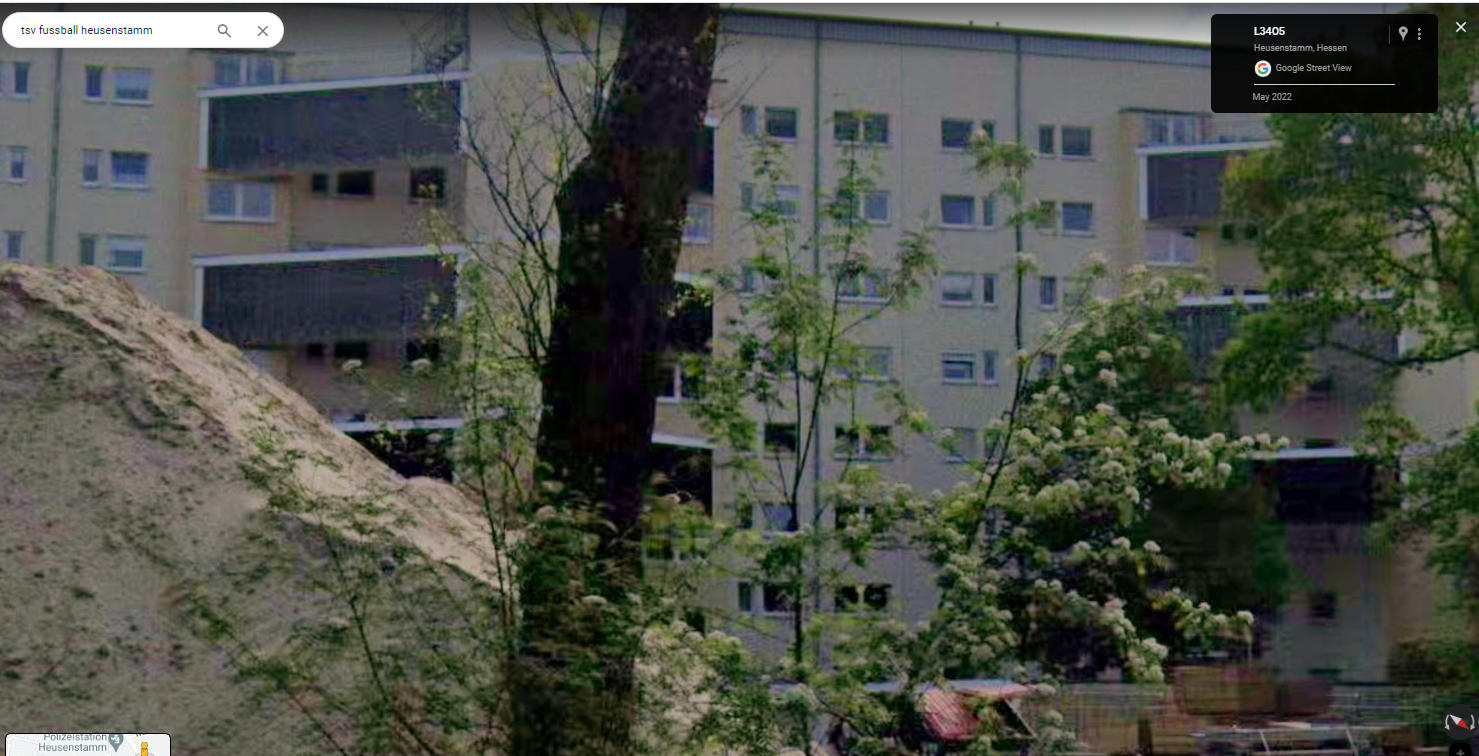 tsv fussball heusenstamm
L3405
Heusenstamm, Hessen
Google Street View
May 2022
Polizeistation
Heusenstamm